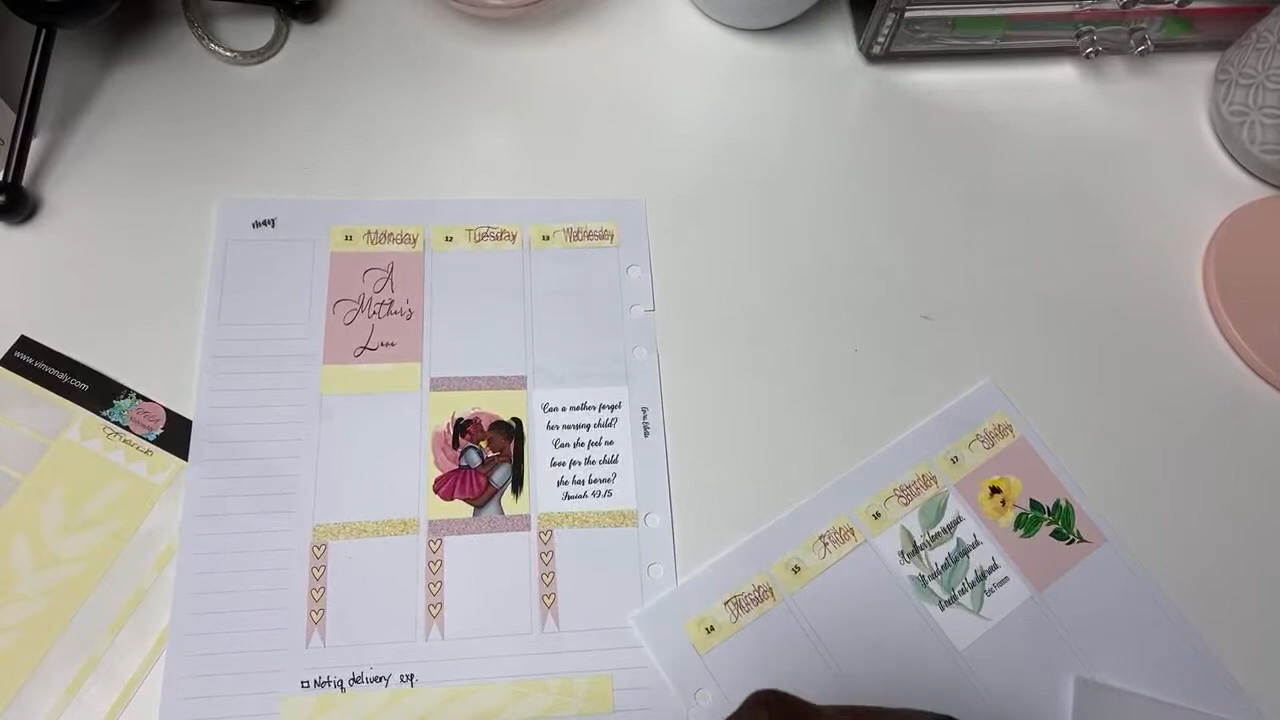 may
11 Monday
12 Tuesday
13 Wednesday
A
Mother's
Love
Can a mother forget
her nursing child?
Can she feel no
love for the child
she has borne?
Isaiah 49:15
www.vinvonaly.com
Notiq delivery exp.
14 Thursday
15 Friday
16 Saturday
17 Sunday
A mother's love is peace.
It need not be acquired,
it need not be deserved.
Eric Fromm